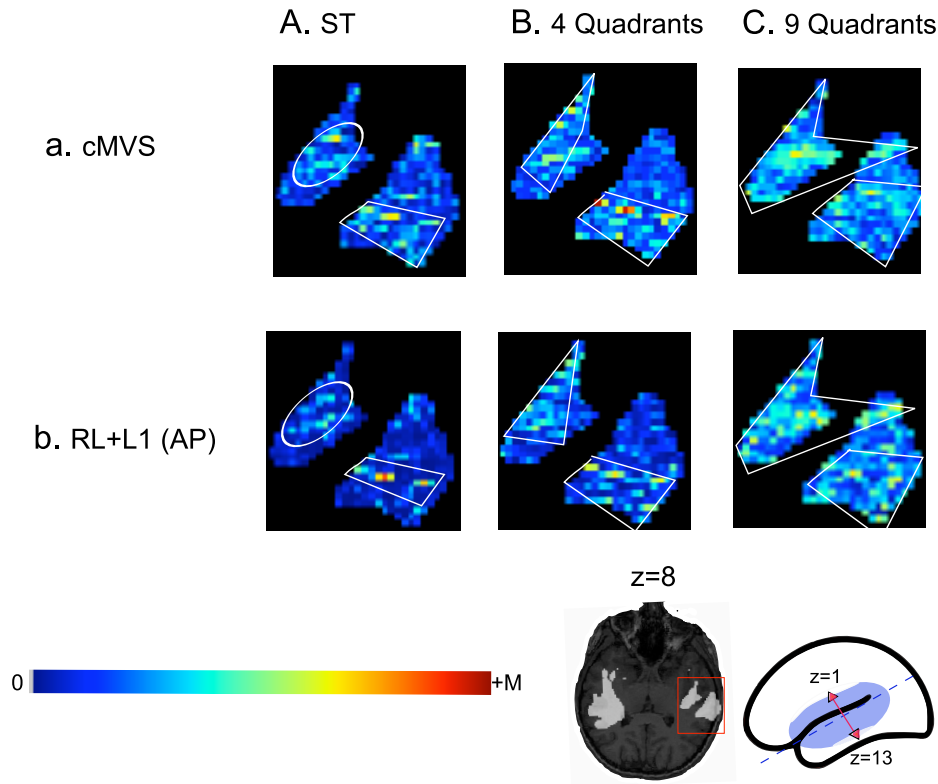 A. ST
B. 4 Quadrants
C. 9 Quadrants
a. cMVS
b. RL+L1 (AP)
z=8
0
+M
z=1
z=13